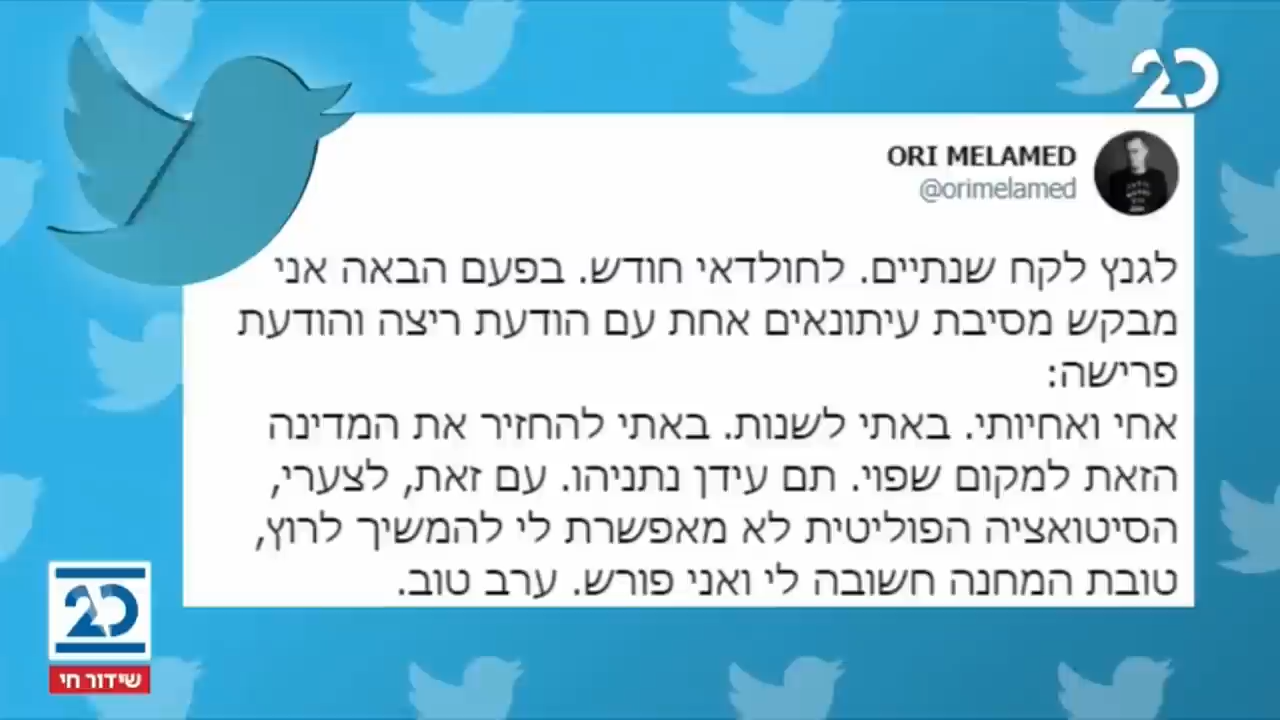 20
ORI MELAMED
@orimelamed
לגנץ לקח שנתיים. לחולדאי חודש. בפעם הבאה אני
מבקש מסיבת עיתונאים אחת עם הודעת ריצה והודעת
פרישה:
אחי ואחיותי. באתי לשנות. באתי להחזיר את המדינה
הזאת למקום שפוי. תם עידן נתניהו. עם זאת, לצערי,
הסיטואציה הפוליטית לא מאפשרת לי להמשיך לרוץ,
טובת המחנה חשובה לי ואני פורש. ערב טוב.
20
שידור חי